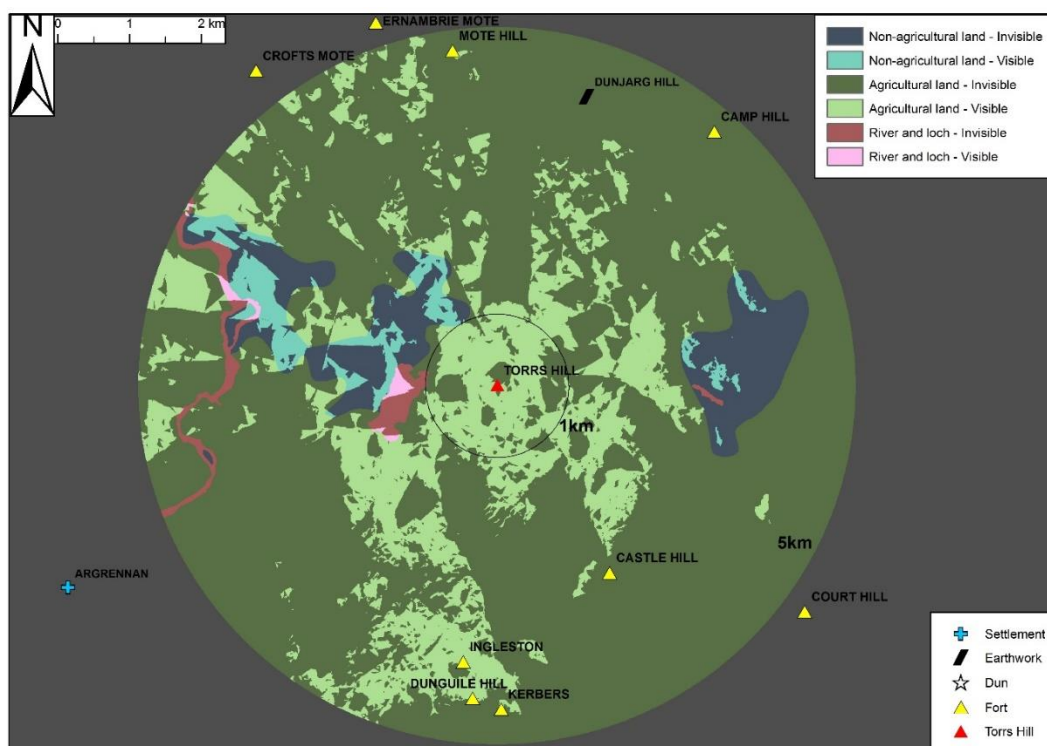 N
0 1 2 km
ERNAMBRIE MOTE
MOTE HILL
CROFTS MOTE
DUNJARG HILL
CAMP HILL
Non-agricultural land - Invisible
Non-agricultural land - Visible
Agricultural land - Invisible
Agricultural land - Visible
River and loch - Invisible
River and loch - Visible
TORRS HILL
1km
5km
CASTLE HILL
ARGRENNAN
COURT HILL
INGLESTON
DUNGUILE HILL
KERBERS
Settlement
Earthwork
Dun
Fort
Torrs Hill